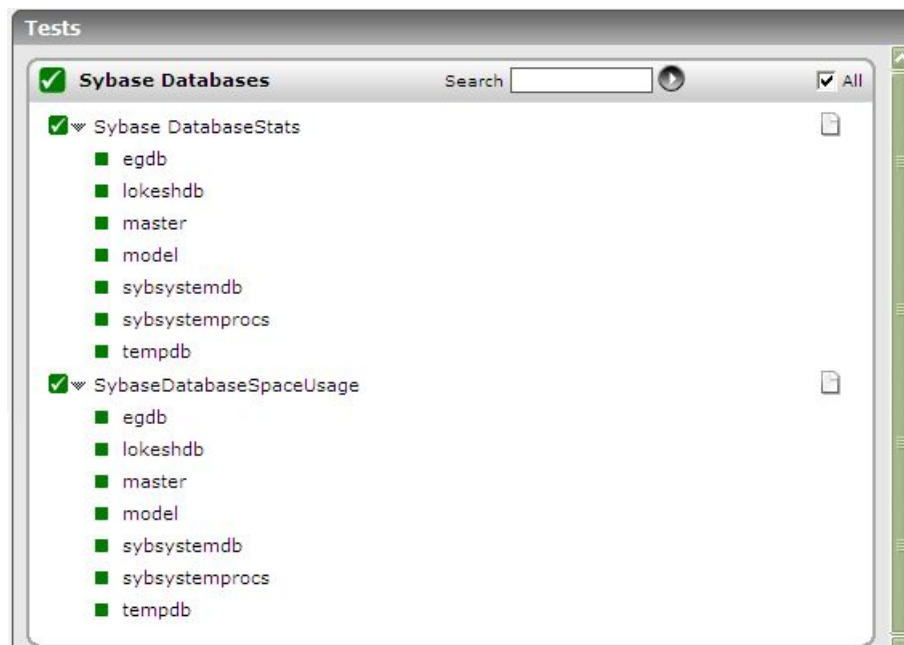 Tests
Sybase Databases Search All
Sybase DatabaseStats
egdb
lokeshdb
master
model
sybsystemdb
sybsystemprocs
tempdb
SybaseDatabaseSpaceUsage
egdb
lokeshdb
master
model
sybsystemdb
sybsystemprocs
tempdb